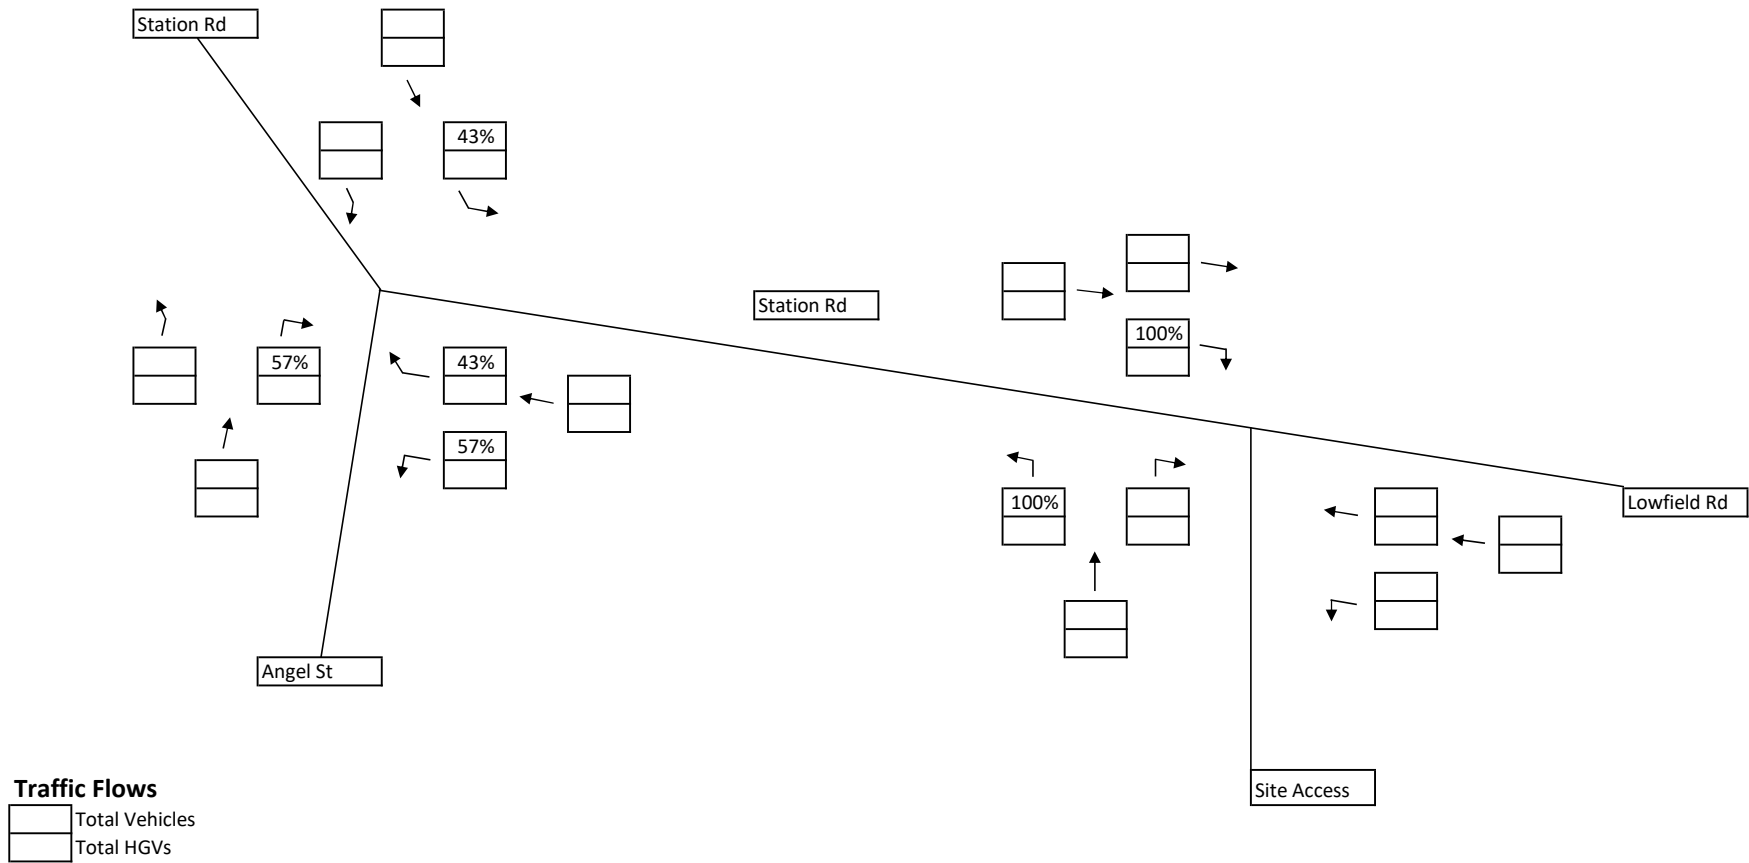 Station Rd
43%
Station Rd
100%
57%
43%
57%
100%
Lowfield Rd
Angel St
Site Access
Traffic Flows
Total Vehicles
Total HGVs